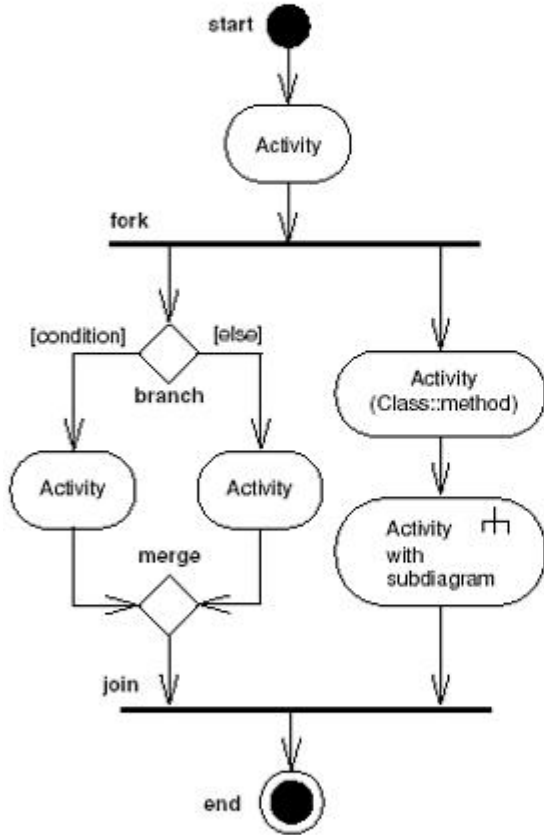 start
Activity
fork
[condition]
[else]
branch
Activity
(Class::method)
Activity
Activity
Activity
with
subdiagram
merge
join
end